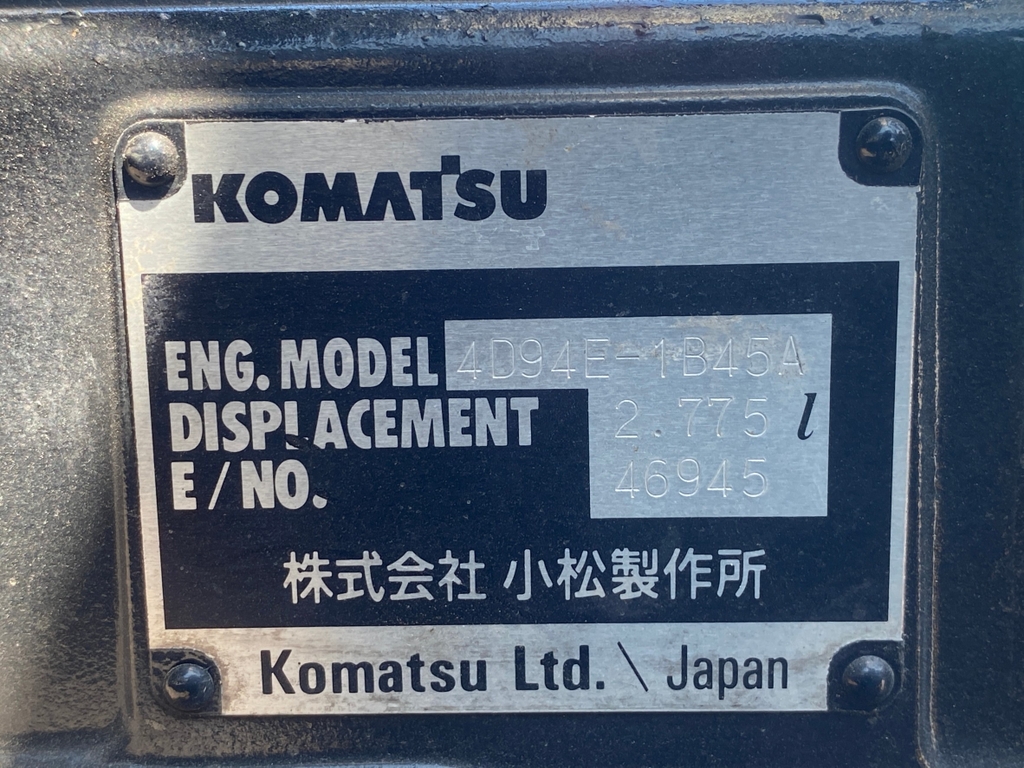 KOMATSU
ENG. MODEL 4D94E-1B45A
DISPLACEMENT 2.775 l
E/NO. 46945
株式会社 小松製作所
Komatsu Ltd. \ Japan